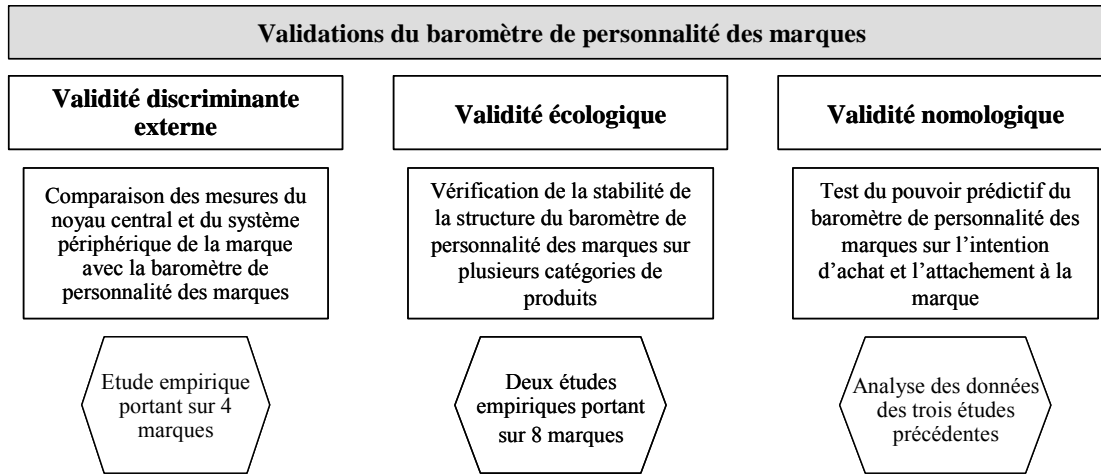 Validations du baromètre de personnalité des marques
Validité discriminante
externe
Comparaison des mesures du
noyau central et du système
périphérique de la marque
avec la baromètre de
personnalité des marques
Etude empirique
portant sur 4
marques
Validité écologique
Vérification de la stabilité de
la structure du baromètre de
personnalité des marques sur
plusieurs catégories de
produits
Deux études
empiriques portant
sur 8 marques
Validité nomologique
Test du pouvoir prédictif du
baromètre de personnalité des
marques sur l'intention
d'achat et l'attachement à la
marque
Analyse des données
des trois études
précédentes